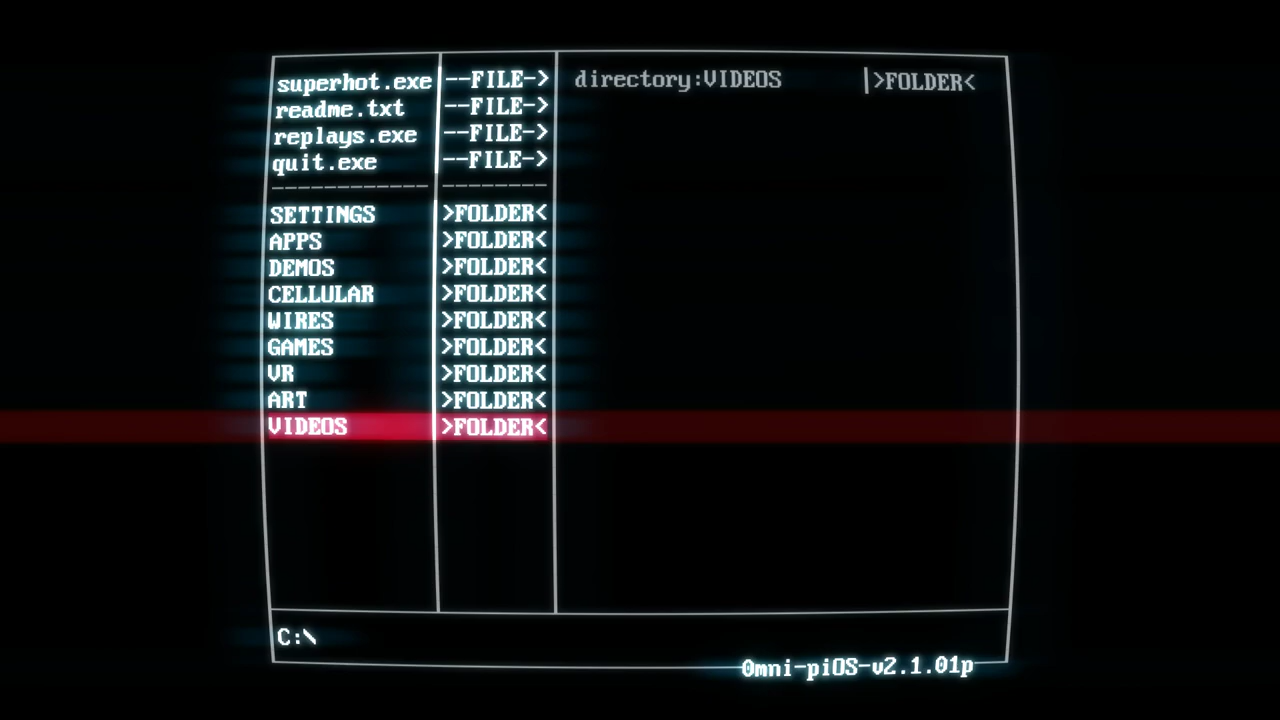 superhot.exe --FILE-> directory:VIDEOS |>FOLDER<
readme.txt --FILE->
replays.exe --FILE->
quit.exe --FILE->
------------- --------
SETTINGS >FOLDER<
APPS >FOLDER<
DEMOS >FOLDER<
CELLULAR >FOLDER<
WIRES >FOLDER<
GAMES >FOLDER<
VR >FOLDER<
ART >FOLDER<
VIDEOS >FOLDER<
C:\
Omni-piOS-v2.1.01p